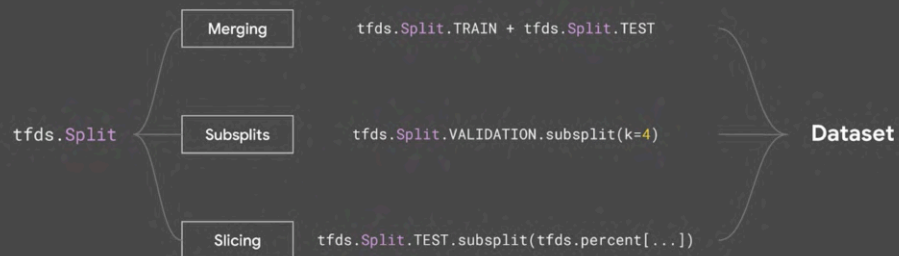 Merging tfds.Split.TRAIN + tfds.Split.TEST
tfds.Split Subsplits tfds.Split.VALIDATION.subsplit(k=4) Dataset
Slicing tfds.Split.TEST.subsplit(tfds.percent[...])